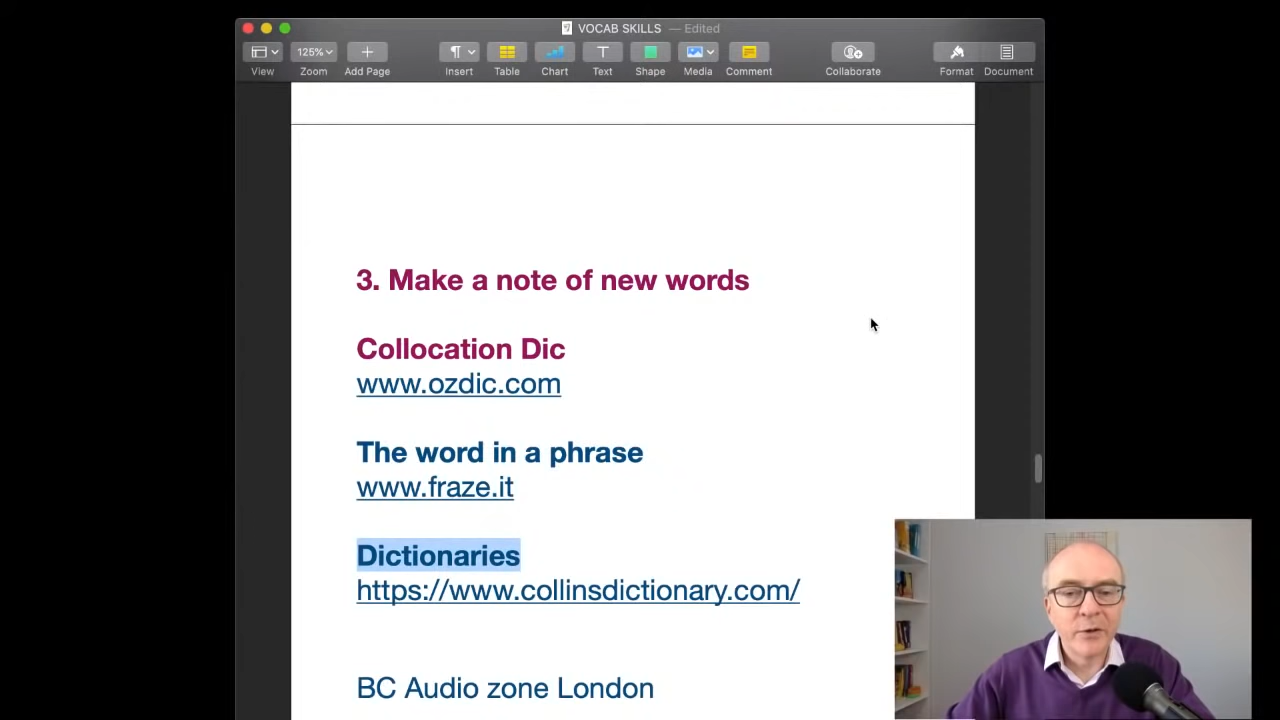 VOCAB SKILLS — Edited
125%
View Zoom Add Page Insert Table Chart Text Shape Media Comment Collaborate Format Document
3. Make a note of new words
Collocation Dic
www.ozdic.com
The word in a phrase
www.fraze.it
Dictionaries
https://www.collinsdictionary.com/
BC Audio zone London